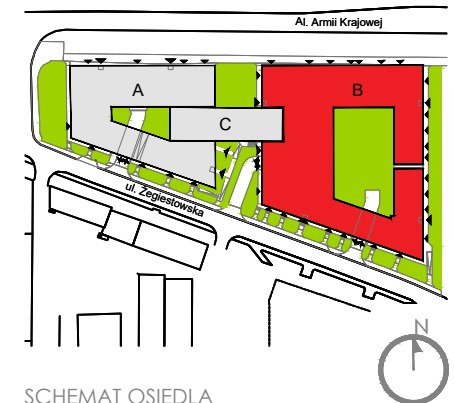 Al. Armii Krajowej
A
B
C
ul. Żegiestowska
N
SCHEMAT OSIEDLA